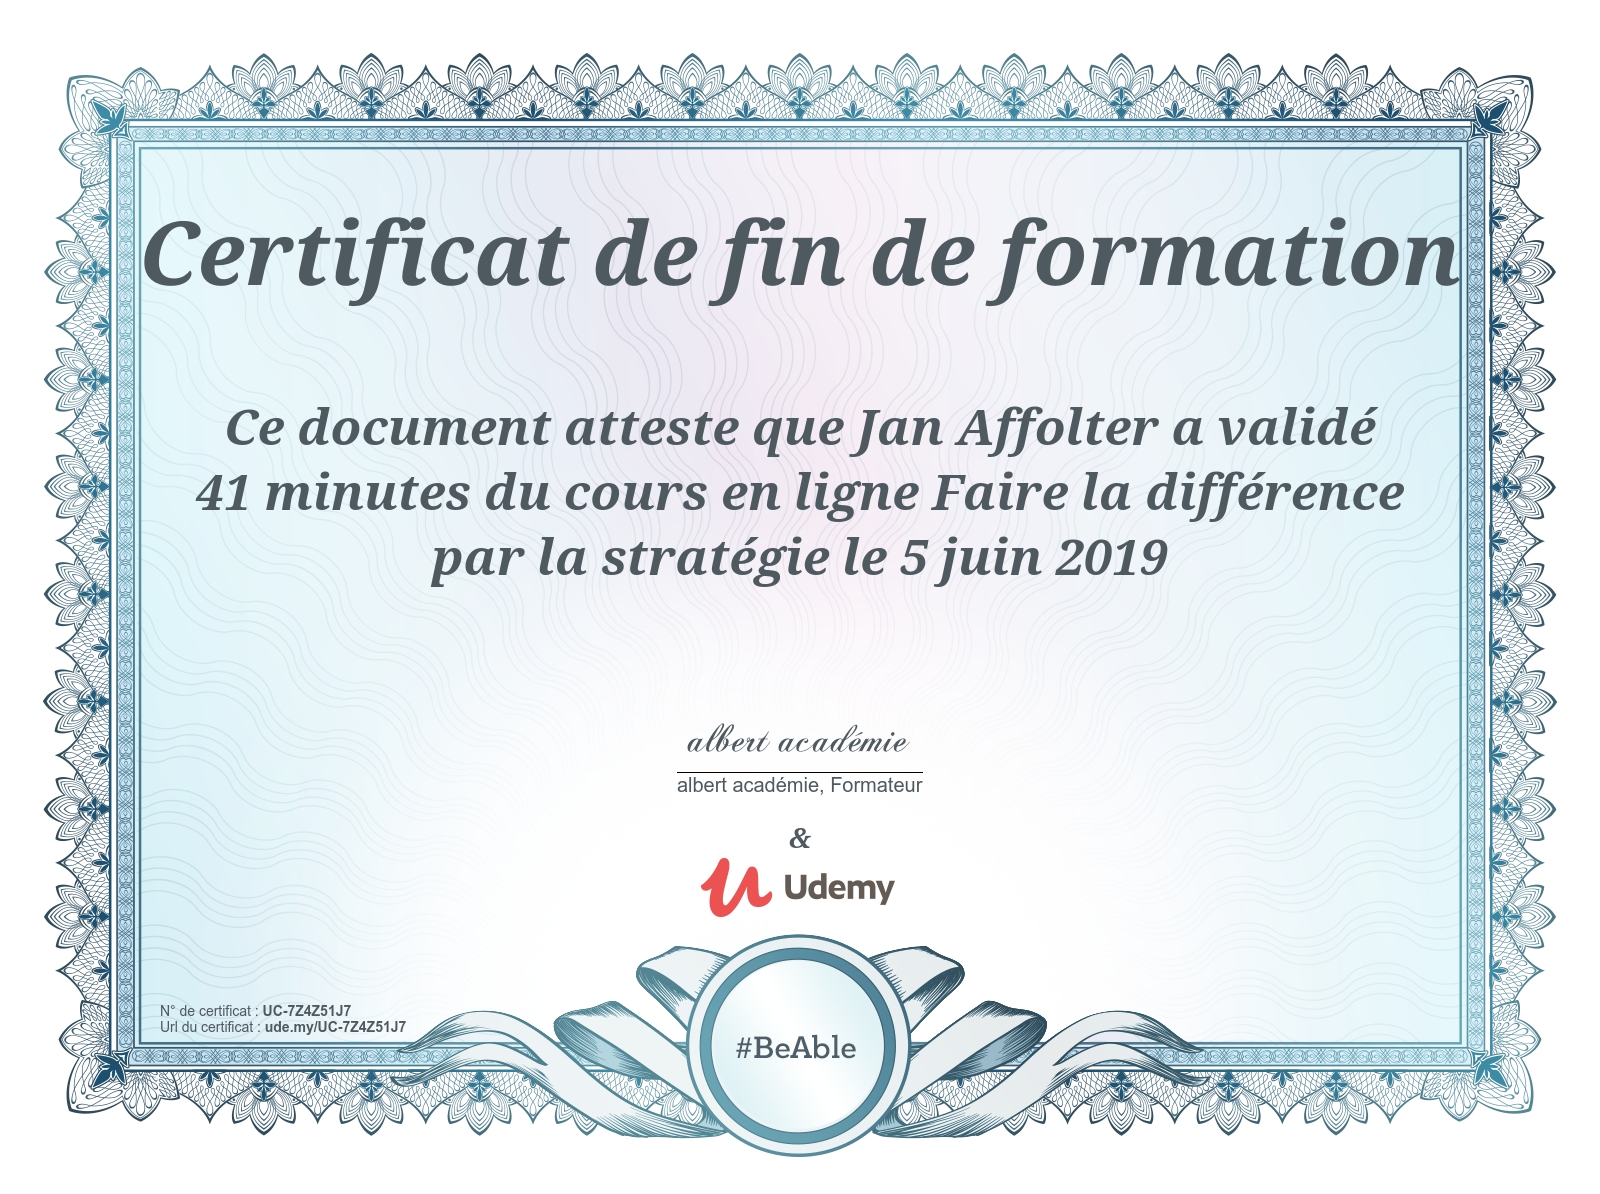 Certificat de fin de formation
Ce document atteste que Jan Affolter a validé
41 minutes du cours en ligne Faire la différence
par la stratégie le 5 juin 2019
albert académie
albert académie, Formateur
&
Udemy
N° de certificat : UC-7Z4Z51J7
Url du certificat : ude.my/UC-7Z4Z51J7
#BeAble